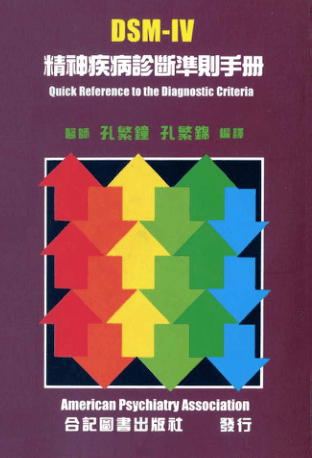 DSM-IV
精神疾病診斷準則手册
Quick Reference to the Diagnostic Criteria
醫師 孔繁鐘 孔繁錦 編譯
American Psychiatry Association
合記圖書出版社 發行